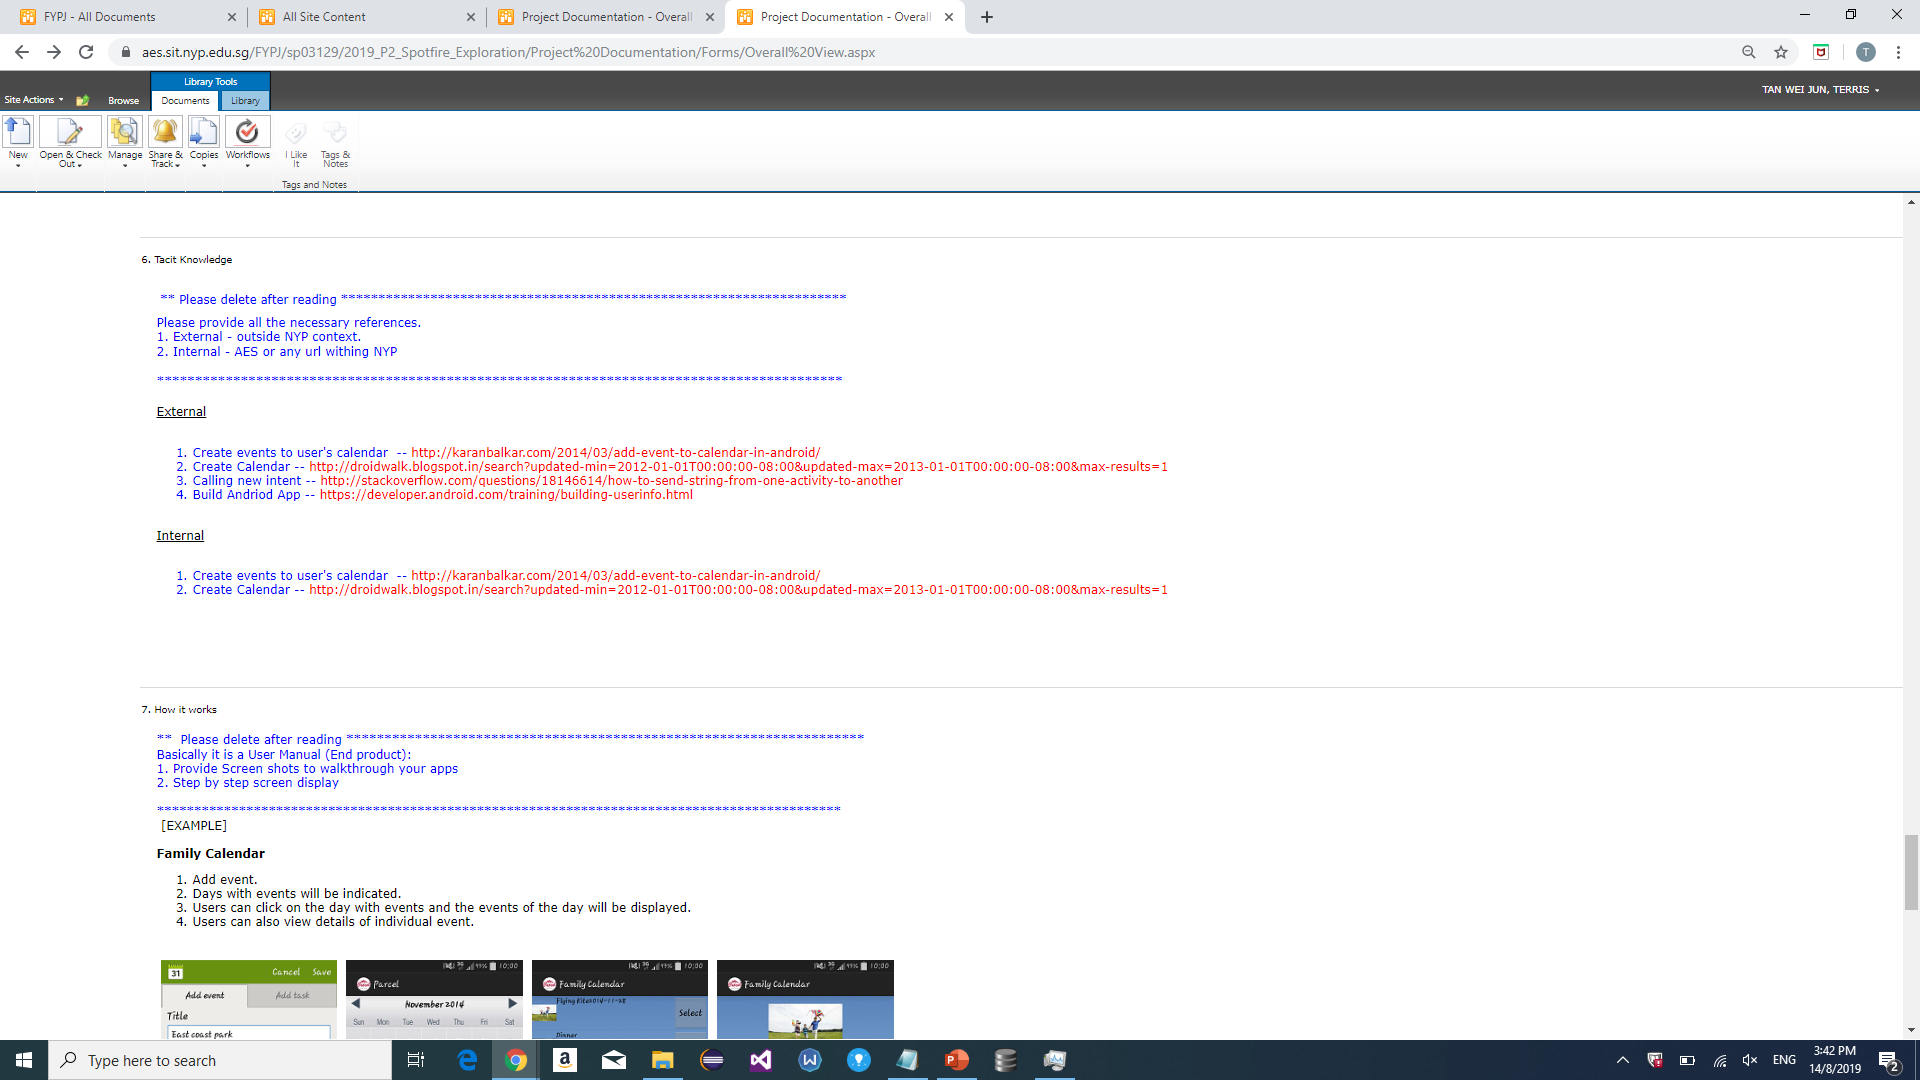 FYPJ - All Documents
All Site Content
Project Documentation - Overall
Project Documentation - Overall
aes.sit.nyp.edu.sg/FYPJ/sp03129/2019_P2_Spotfire_Exploration/Project%20Documentation/Forms/Overall%20View.aspx
T
Library Tools
Site Actions
Browse
Documents
Library
TAN WEI JUN, TERRIS
New
Open & Check Out
Manage
Share & Track
Copies
Workflows
I Like It
Tags & Notes
Tags and Notes
6. Tacit Knowledge
** Please delete after reading **********************************************************************************
Please provide all the necessary references.
1. External - outside NYP context.
2. Internal - AES or any url withing NYP
***************************************************************************************************************
External
1. Create events to user's calendar -- http://karanbalkar.com/2014/03/add-event-to-calendar-in-android/
2. Create Calendar -- http://droidwalk.blogspot.in/search?updated-min=2012-01-01T00:00:00-08:00&updated-max=2013-01-01T00:00:00-08:00&max-results=1
3. Calling new intent -- http://stackoverflow.com/questions/18146614/how-to-send-string-from-one-activity-to-another
4. Build Andriod App -- https://developer.android.com/training/building-userinfo.html
Internal
1. Create events to user's calendar -- http://karanbalkar.com/2014/03/add-event-to-calendar-in-android/
2. Create Calendar -- http://droidwalk.blogspot.in/search?updated-min=2012-01-01T00:00:00-08:00&updated-max=2013-01-01T00:00:00-08:00&max-results=1
7. How it works
** Please delete after reading ************************************************************************************
Basically it is a User Manual (End product):
1. Provide Screen shots to walkthrough your apps
2. Step by step screen display
***************************************************************************************************************
[EXAMPLE]
Family Calendar
1. Add event.
2. Days with events will be indicated.
3. Users can click on the day with events and the events of the day will be displayed.
4. Users can also view details of individual event.
31 Cancel Save
Add event Add task
Title
East coast park
99% 10:00
Parcel
November 2014
Sun Mon Tue Wed Thu Fri Sat
99% 10:00
Family Calendar
Flying Kite2014-11-28
Select
Dinner
10:00
Family Calendar
Type here to search
ENG
3:42 PM
14/8/2019
2